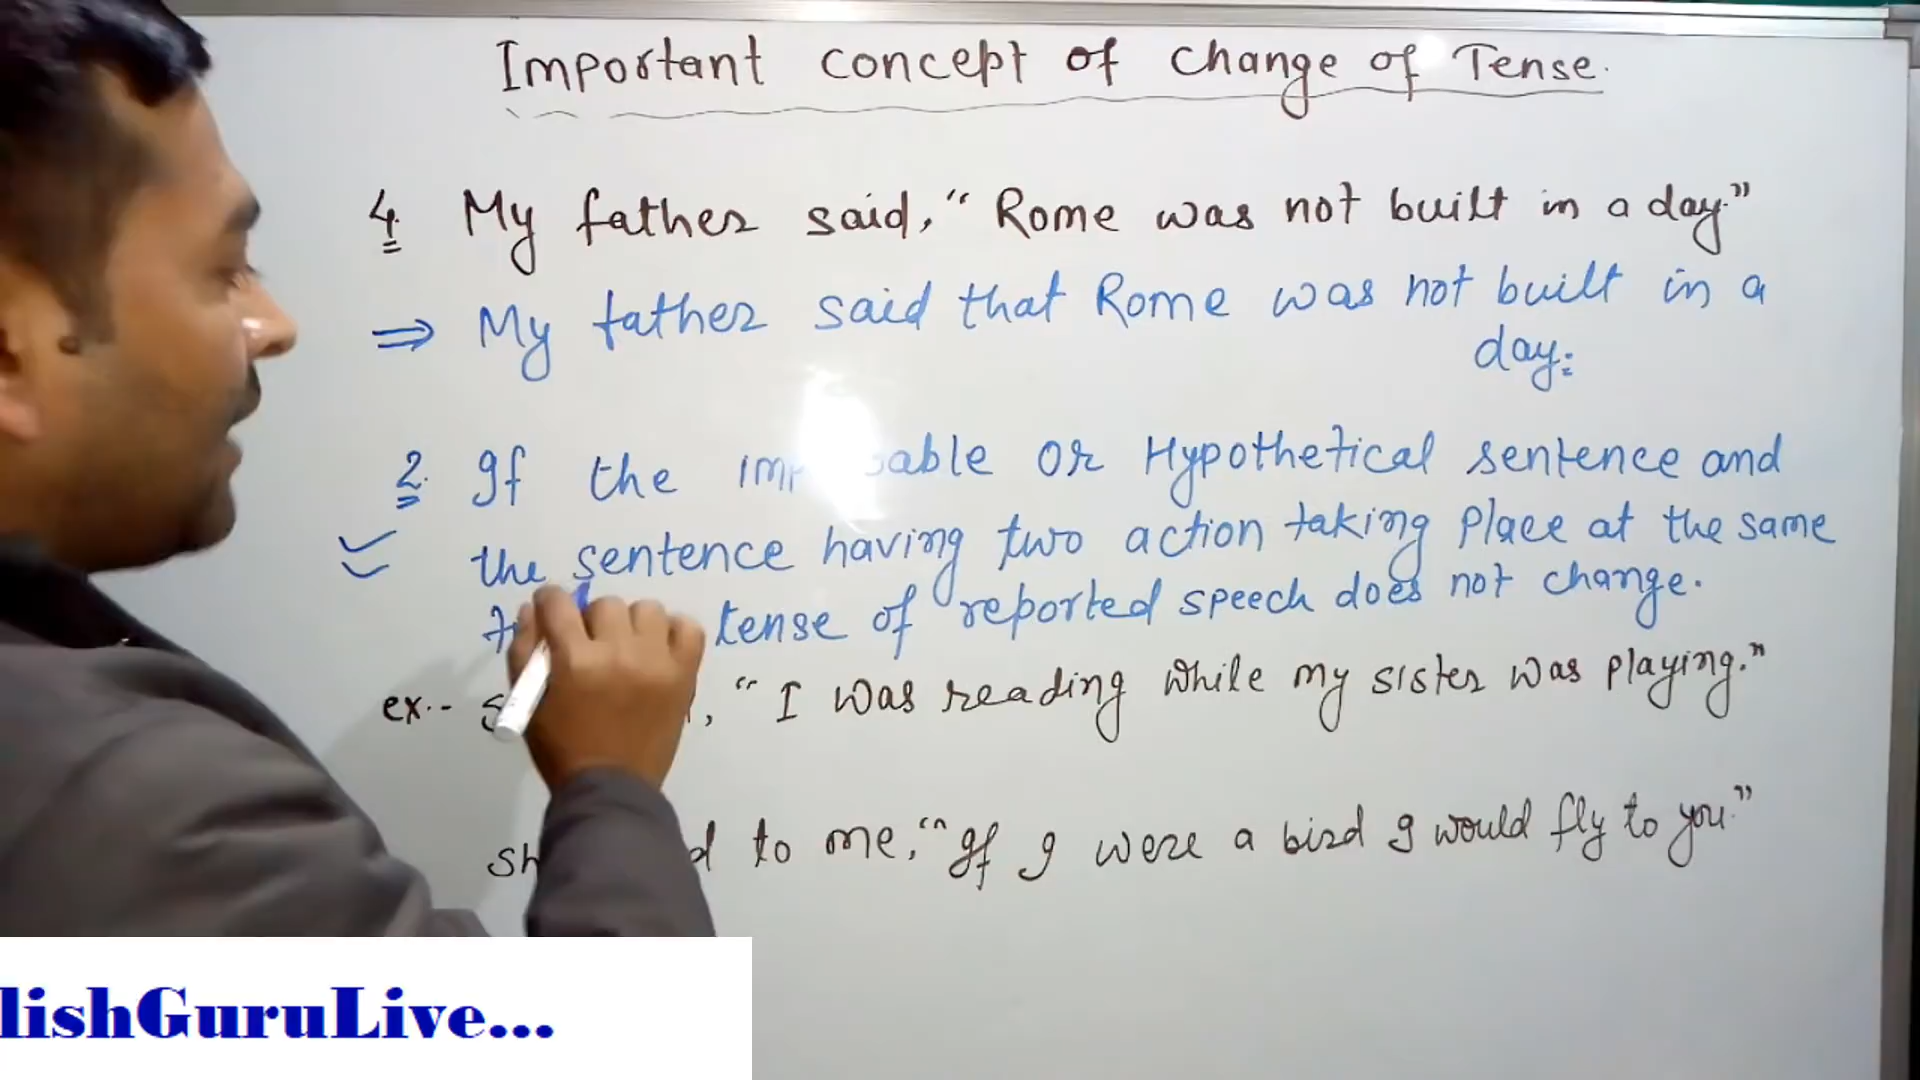 Important concept of change of Tense.
4. My father said, "Rome was not built in a day."
⇒ My father said that Rome was not built in a
day.
2. If the or Hypothetical sentence and
the sentence having two action taking place at the same
tense of reported speech does not change.
ex.- , "I was reading while my sister was playing."
to me, "If I were a bird I would fly to you."
lishGuruLive...